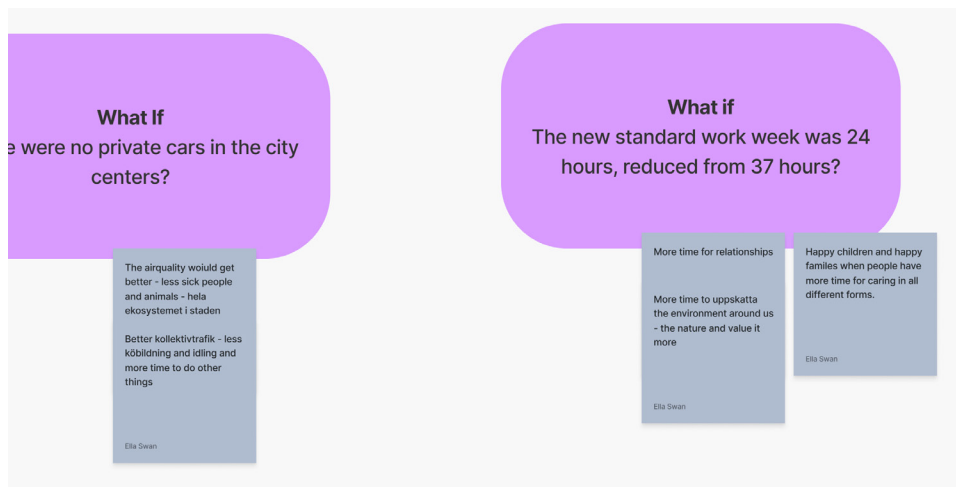 What If
e were no private cars in the city
centers?
The airquality woiuld get
better - less sick people
and animals - hela
ekosystemet i staden
Better kollektivtrafik - less
köbildning and idling and
more time to do other
things
Ella Swan
What if
The new standard work week was 24
hours, reduced from 37 hours?
More time for relationships
More time to uppskatta
the environment around us
- the nature and value it
more
Ella Swan
Happy children and happy
familes when people have
more time for caring in all
different forms.
Ella Swan